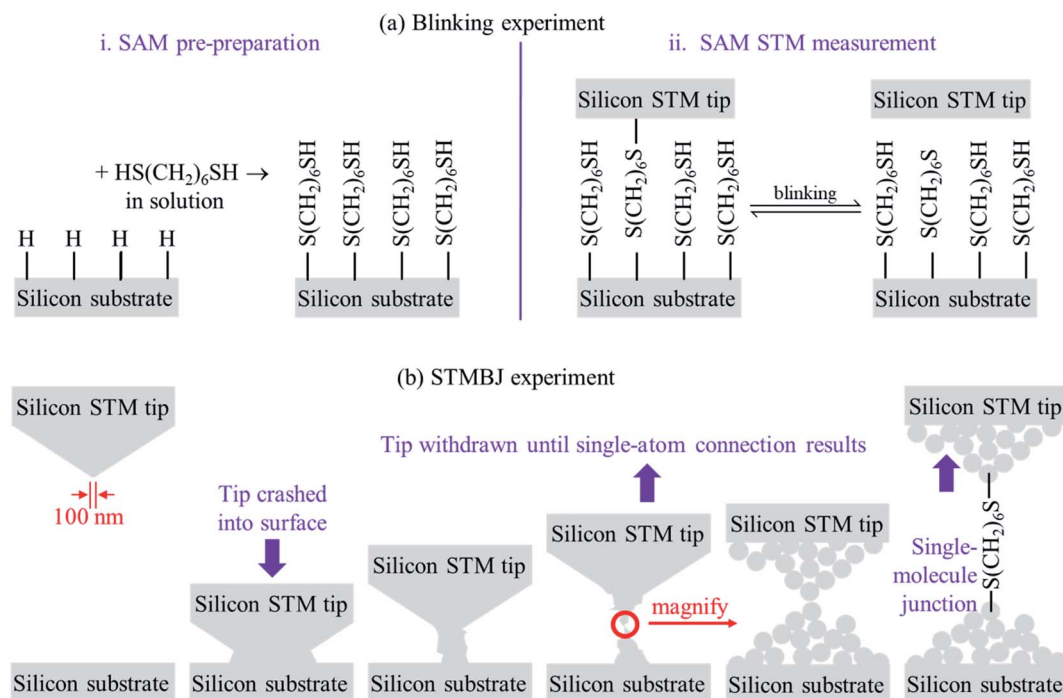 (a) Blinking experiment
i. SAM pre-preparation
ii. SAM STM measurement
+ HS(CH₂)₆SH →
in solution
H H H H
Silicon substrate
S(CH₂)₆SH S(CH₂)₆SH S(CH₂)₆SH S(CH₂)₆SH
Silicon substrate
Silicon STM tip
S(CH₂)₆SH S(CH₂)₆S S(CH₂)₆SH S(CH₂)₆SH
Silicon substrate
blinking
Silicon STM tip
S(CH₂)₆SH S(CH₂)₆S S(CH₂)₆SH S(CH₂)₆SH
Silicon substrate
(b) STMBJ experiment
Silicon STM tip
100 nm
Silicon substrate
Tip crashed
into surface
Silicon STM tip
Silicon substrate
Silicon STM tip
Silicon substrate
Tip withdrawn until single-atom connection results
Silicon STM tip
magnify
Silicon substrate
Silicon STM tip
Silicon substrate
Silicon STM tip
S(CH₂)₆S
Single-
molecule
junction
Silicon substrate